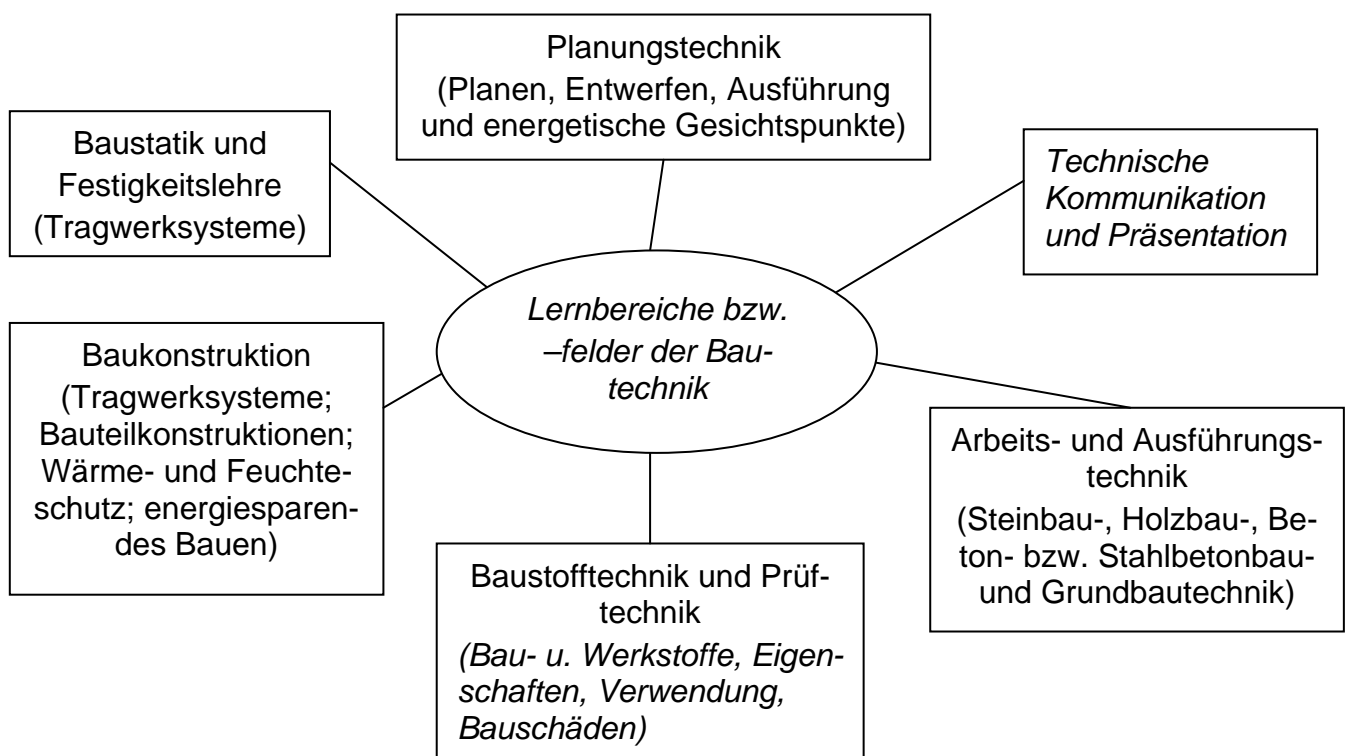 Planungstechnik
(Planen, Entwerfen, Ausführung
und energetische Gesichtspunkte)
Baustatik und
Festigkeitslehre
(Tragwerksysteme)
Technische
Kommunikation
und Präsentation
Lernbereiche bzw.
–felder der Bau-
technik
Baukonstruktion
(Tragwerksysteme;
Bauteilkonstruktionen;
Wärme- und Feuchte-
schutz; energiesparen-
des Bauen)
Arbeits- und Ausführungs-
technik
(Steinbau-, Holzbau-, Be-
ton- bzw. Stahlbetonbau-
und Grundbautechnik)
Baustofftechnik und Prüf-
technik
(Bau- u. Werkstoffe, Eigen-
schaften, Verwendung,
Bauschäden)